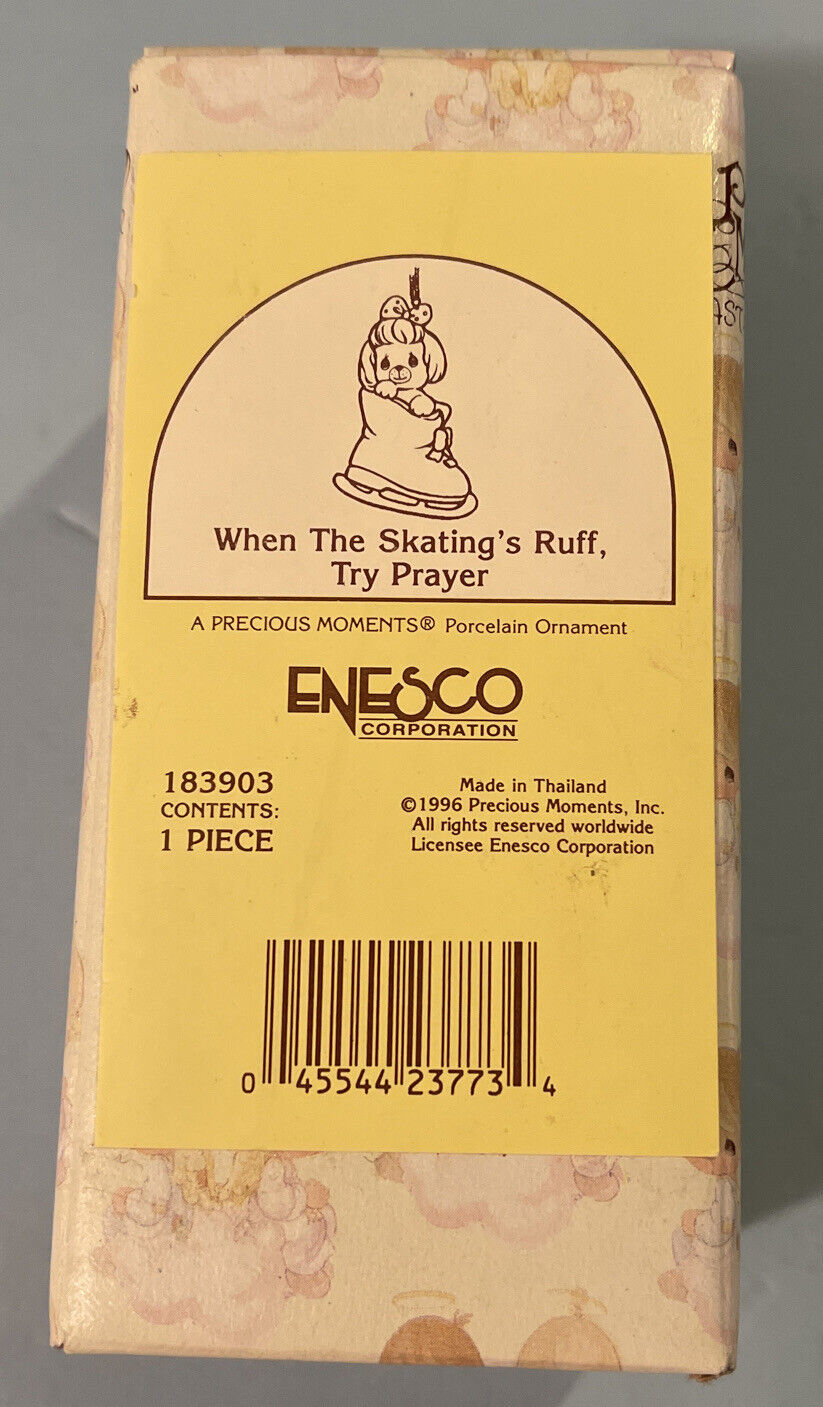 When The Skating's Ruff,
Try Prayer
A PRECIOUS MOMENTS® Porcelain Ornament
ENESCO
CORPORATION
183903
CONTENTS:
1 PIECE
Made in Thailand
©1996 Precious Moments, Inc.
All rights reserved worldwide
Licensee Enesco Corporation
0 45544 23773 4